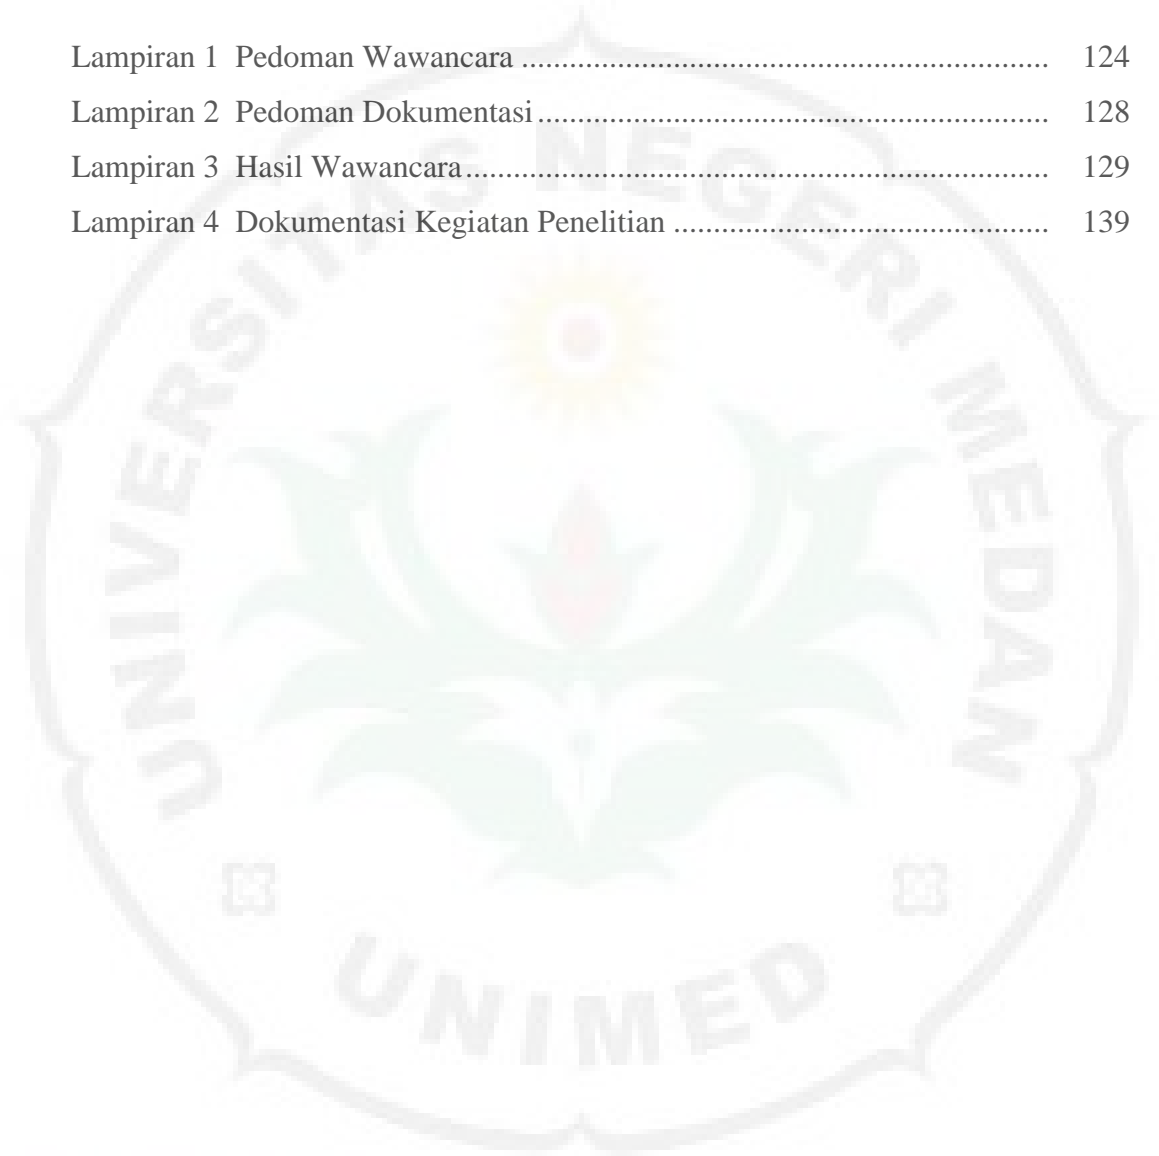 Lampiran 1 Pedoman Wawancara ................................................................. 124
Lampiran 2 Pedoman Dokumentasi ............................................................... 128
Lampiran 3 Hasil Wawancara ........................................................................ 129
Lampiran 4 Dokumentasi Kegiatan Penelitian .............................................. 139
UNIVERSITAS NEGERI MEDAN
UNIMED